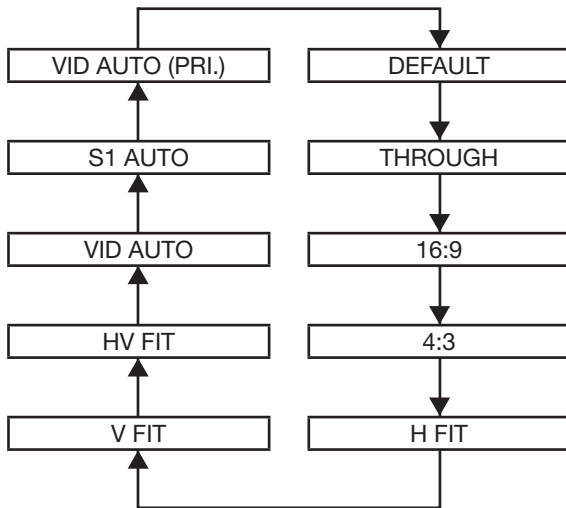 VID AUTO (PRI.)
DEFAULT
S1 AUTO
THROUGH
VID AUTO
16:9
HV FIT
4:3
V FIT
H FIT